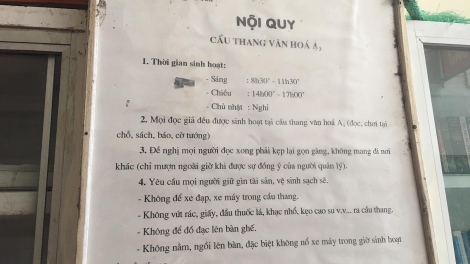 NỘI QUY
CẦU THANG VĂN HOÁ A₃
1. Thời gian sinh hoạt:
- Sáng : 8h30' - 11h30'
- Chiều : 14h00' - 17h00'
- Chủ nhật : Nghỉ
2. Mọi đọc giả đều được sinh hoạt tại cầu thang văn hoá A₃ (đọc, chơi tại
chỗ, sách, báo, cờ tướng)
3. Đề nghị mọi người đọc xong phải kẹp lại gọn gàng, không mang đi nơi
khác (chỉ mượn ngoài giờ khi được sự đồng ý của người quản lý).
4. Yêu cầu mọi người giữ gìn tài sản, vệ sinh sạch sẽ.
- Không để xe đạp, xe máy trong cầu thang.
- Không vứt rác, giấy, đầu thuốc lá, khạc nhổ, kẹo cao su v.v... ra cầu thang.
- Không để đồ đạc lên bàn ghế.
- Không nằm, ngồi lên bàn, đặc biệt không nổ xe máy trong giờ sinh hoạt